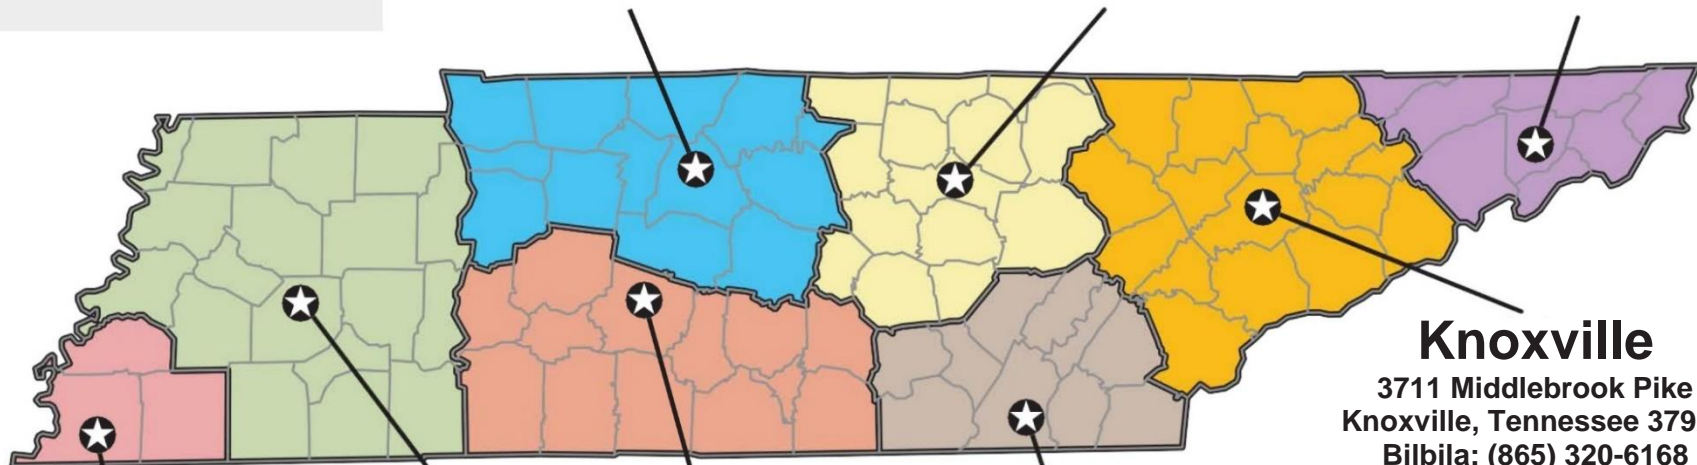 Knoxville
3711 Middlebrook Pike
Knoxville, Tennessee 379
Bilbila: (865) 320-6168